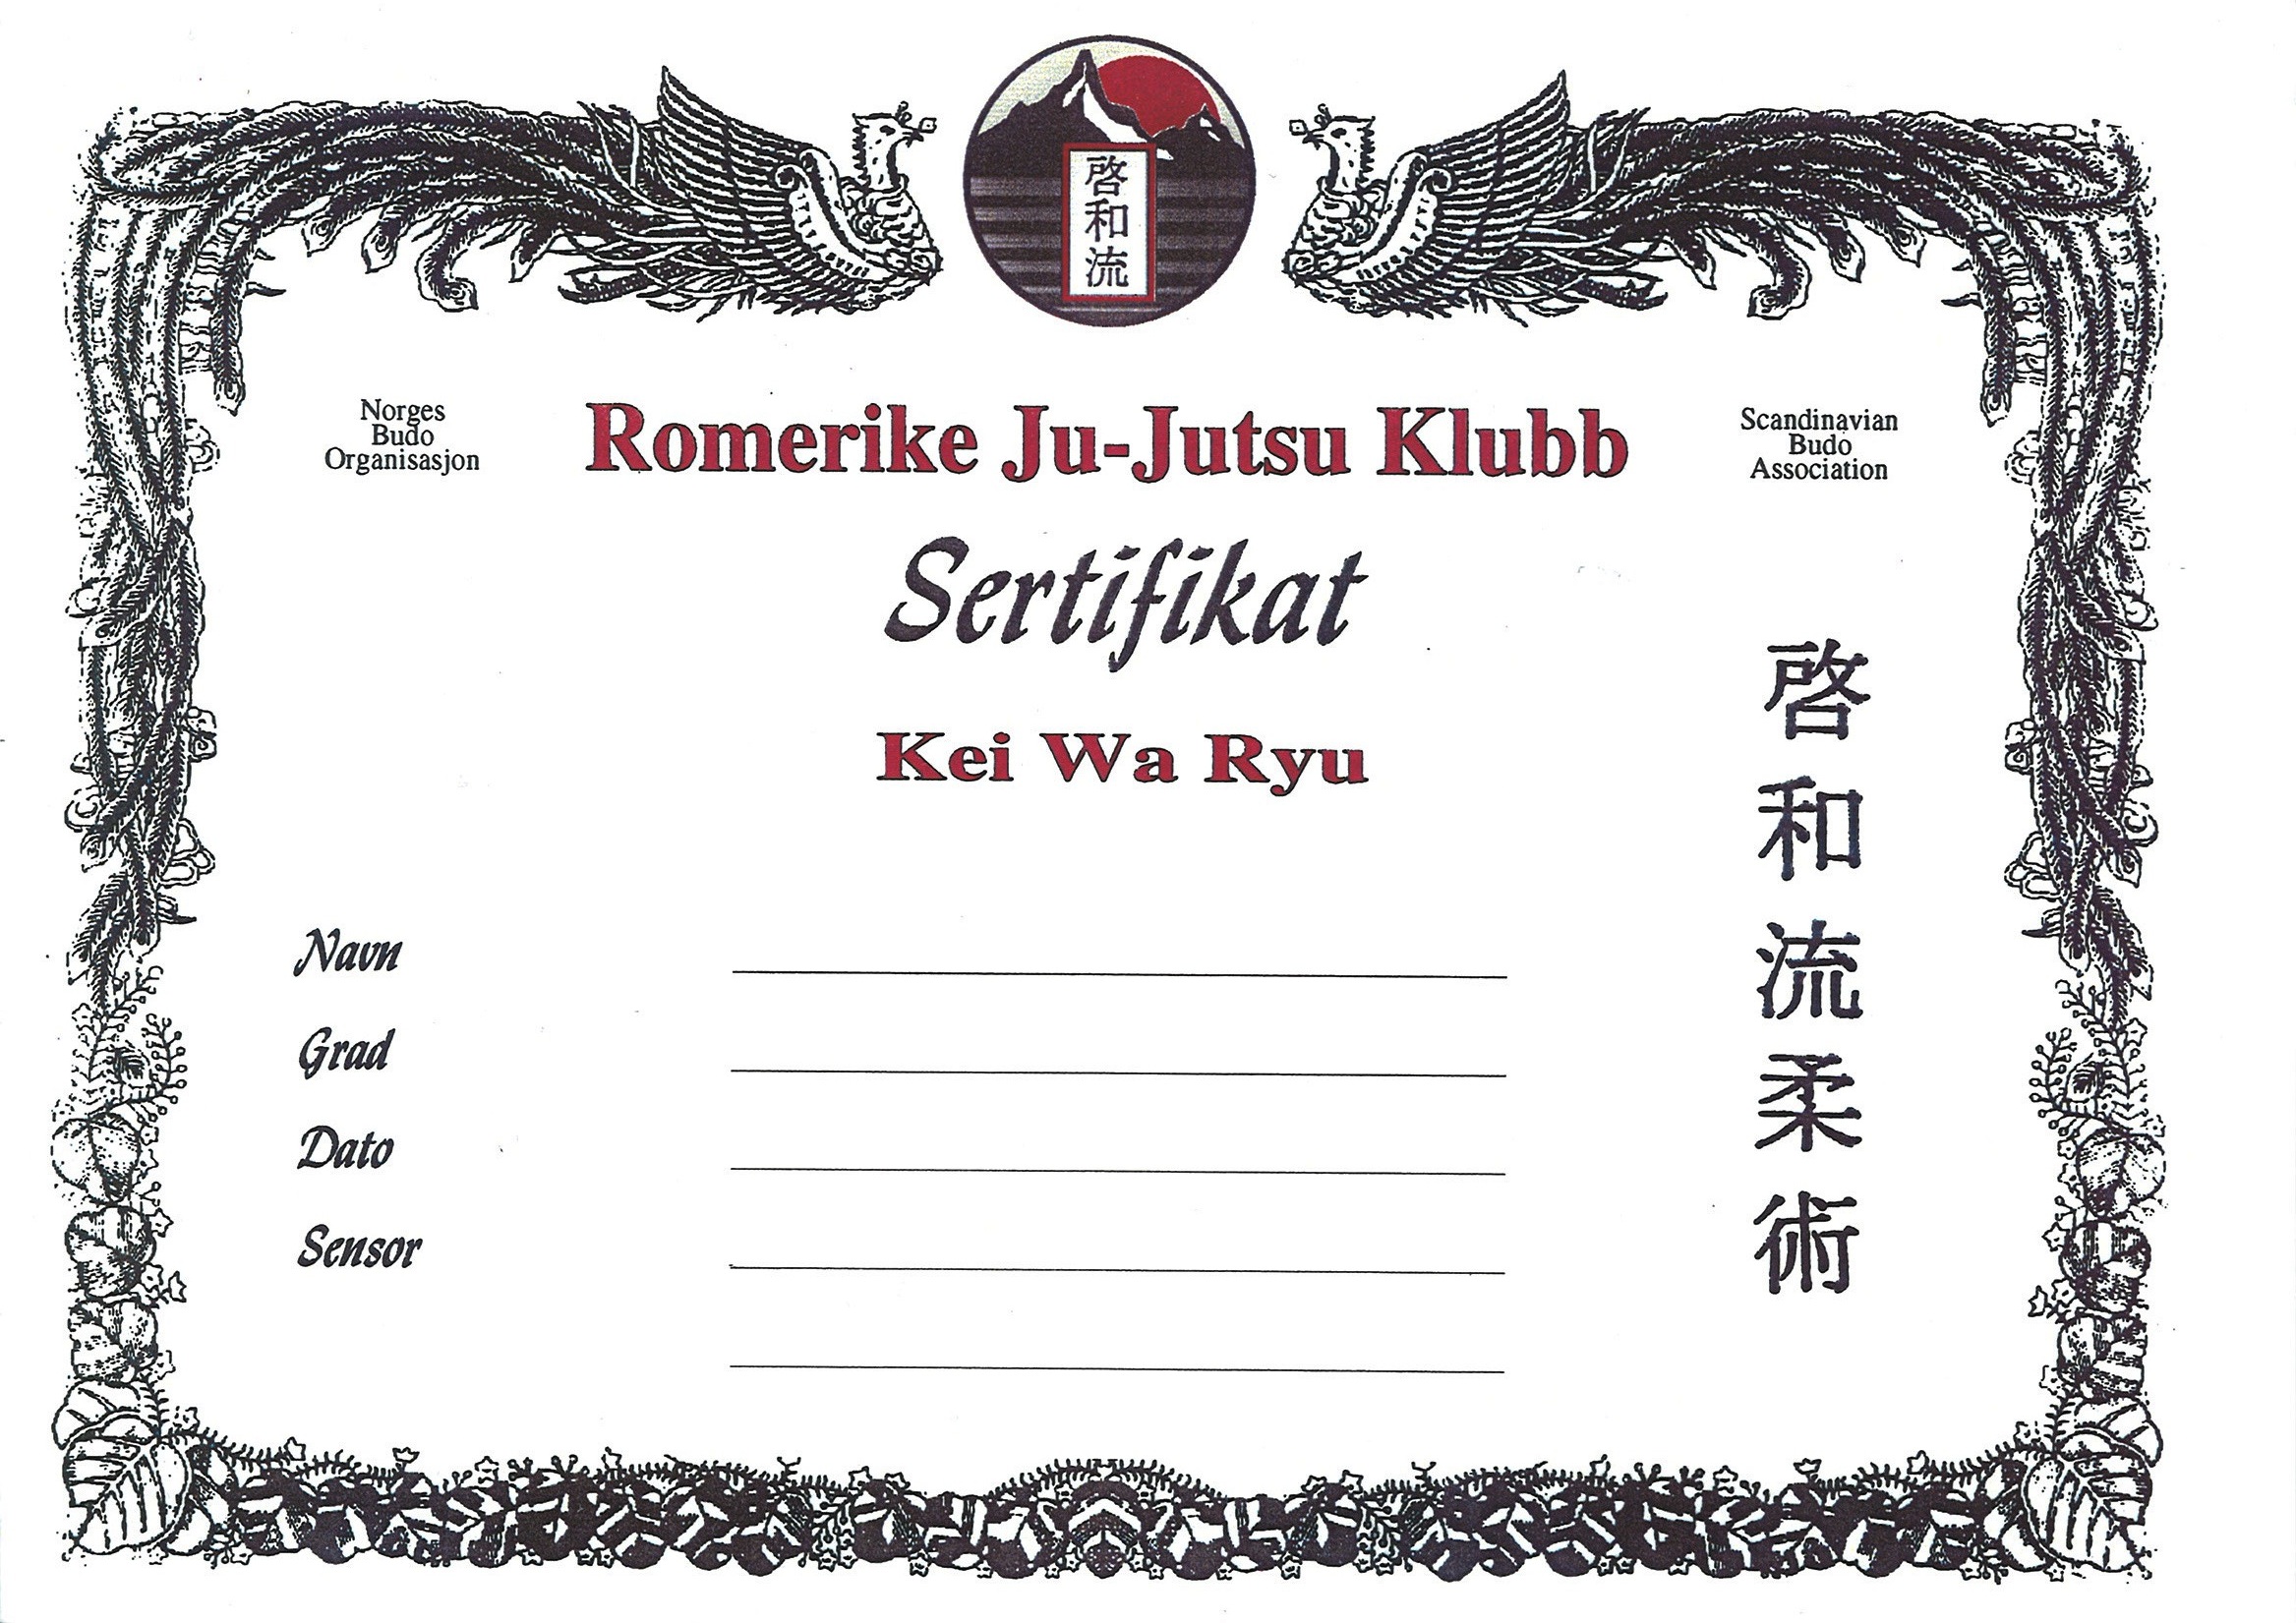 啓和流
Norges
Budo
Organisasjon
Romerike Ju-Jutsu Klubb
Scandinavian
Budo
Association
Sertifikat
Kei Wa Ryu
啓和流柔術
Navn
Grad
Dato
Sensor